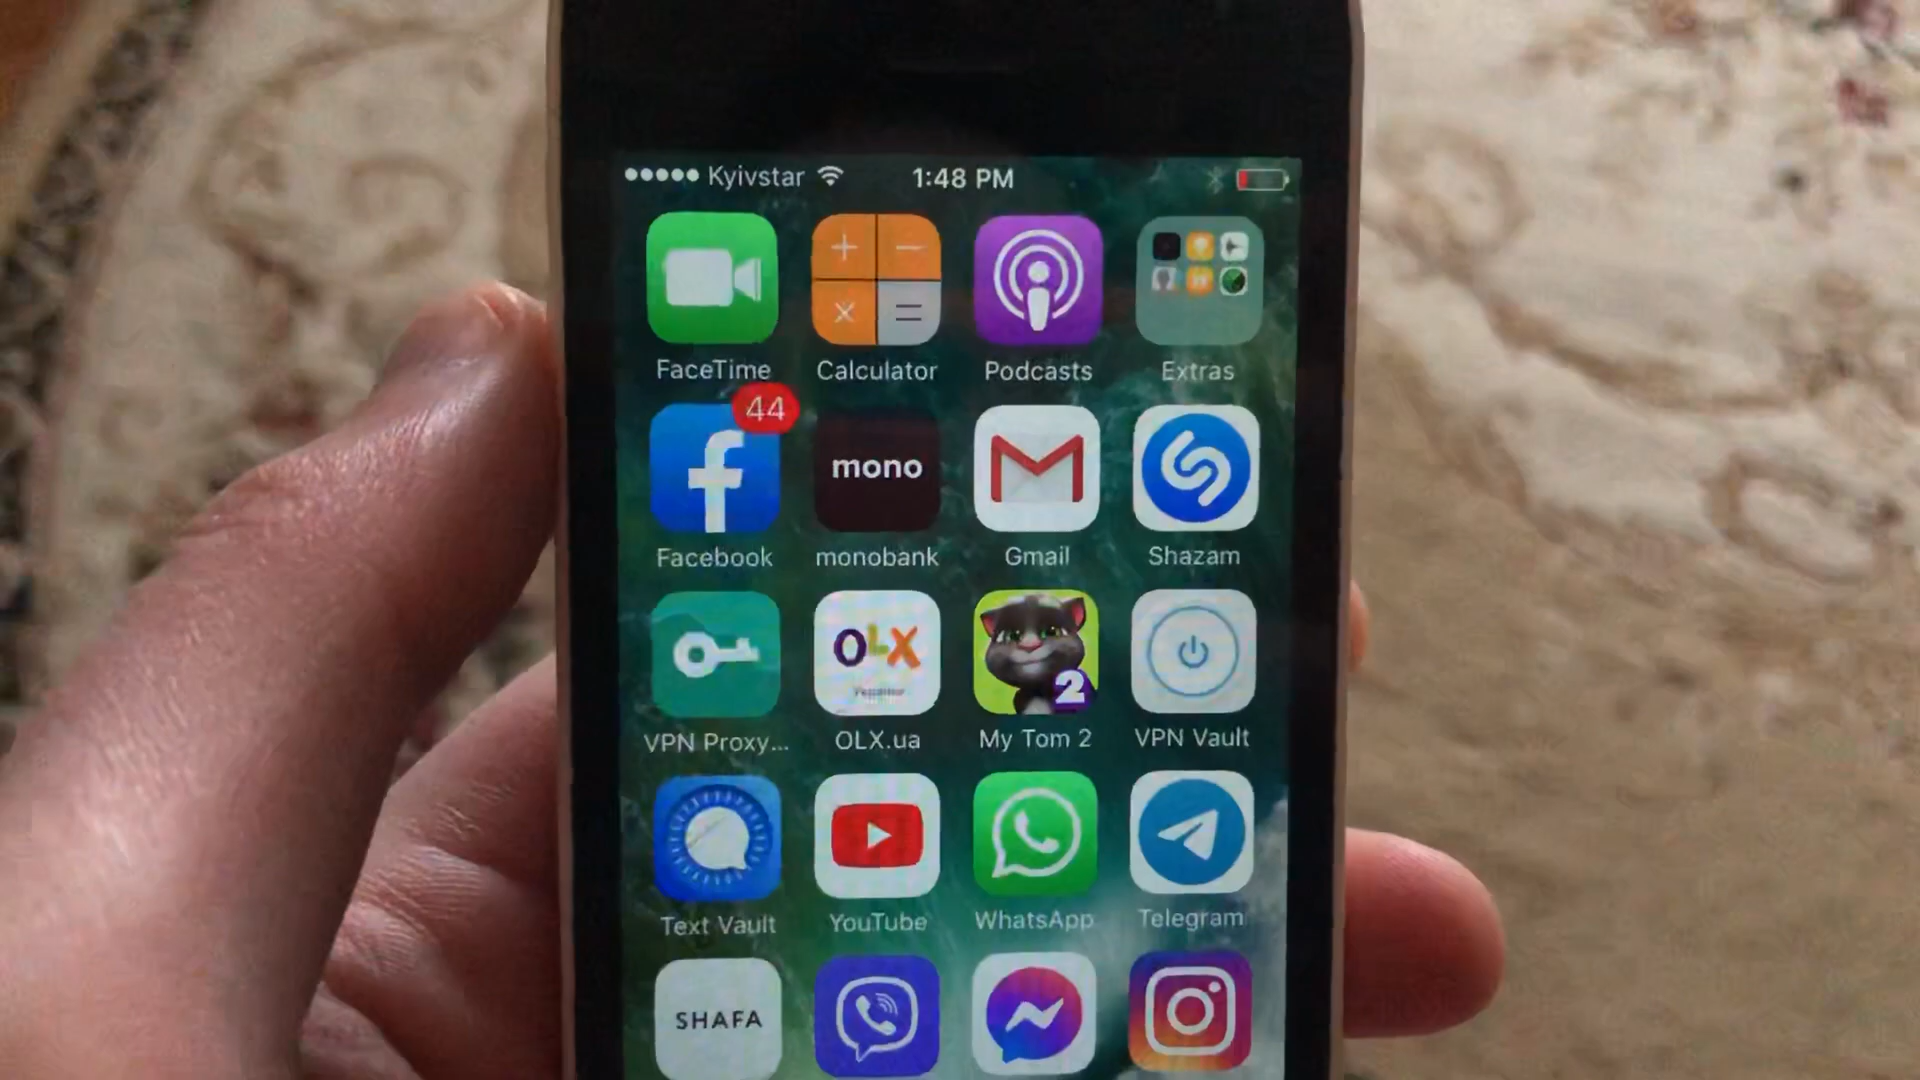 Kyivstar 1:48 PM
FaceTime Calculator Podcasts Extras
44
mono
Facebook monobank Gmail Shazam
OLX
2
VPN Proxy... OLX.ua My Tom 2 VPN Vault
Text Vault YouTube WhatsApp Telegram
SHAFA